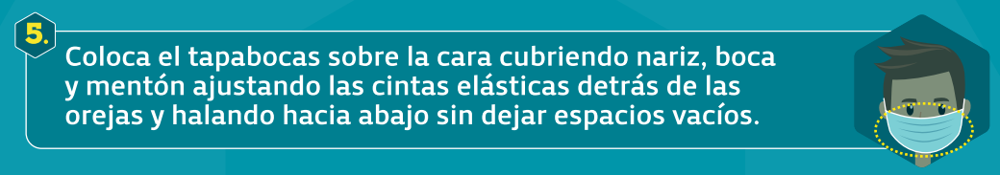 5.
Coloca el tapabocas sobre la cara cubriendo nariz, boca
y mentón ajustando las cintas elásticas detrás de las
orejas y halando hacia abajo sin dejar espacios vacíos.